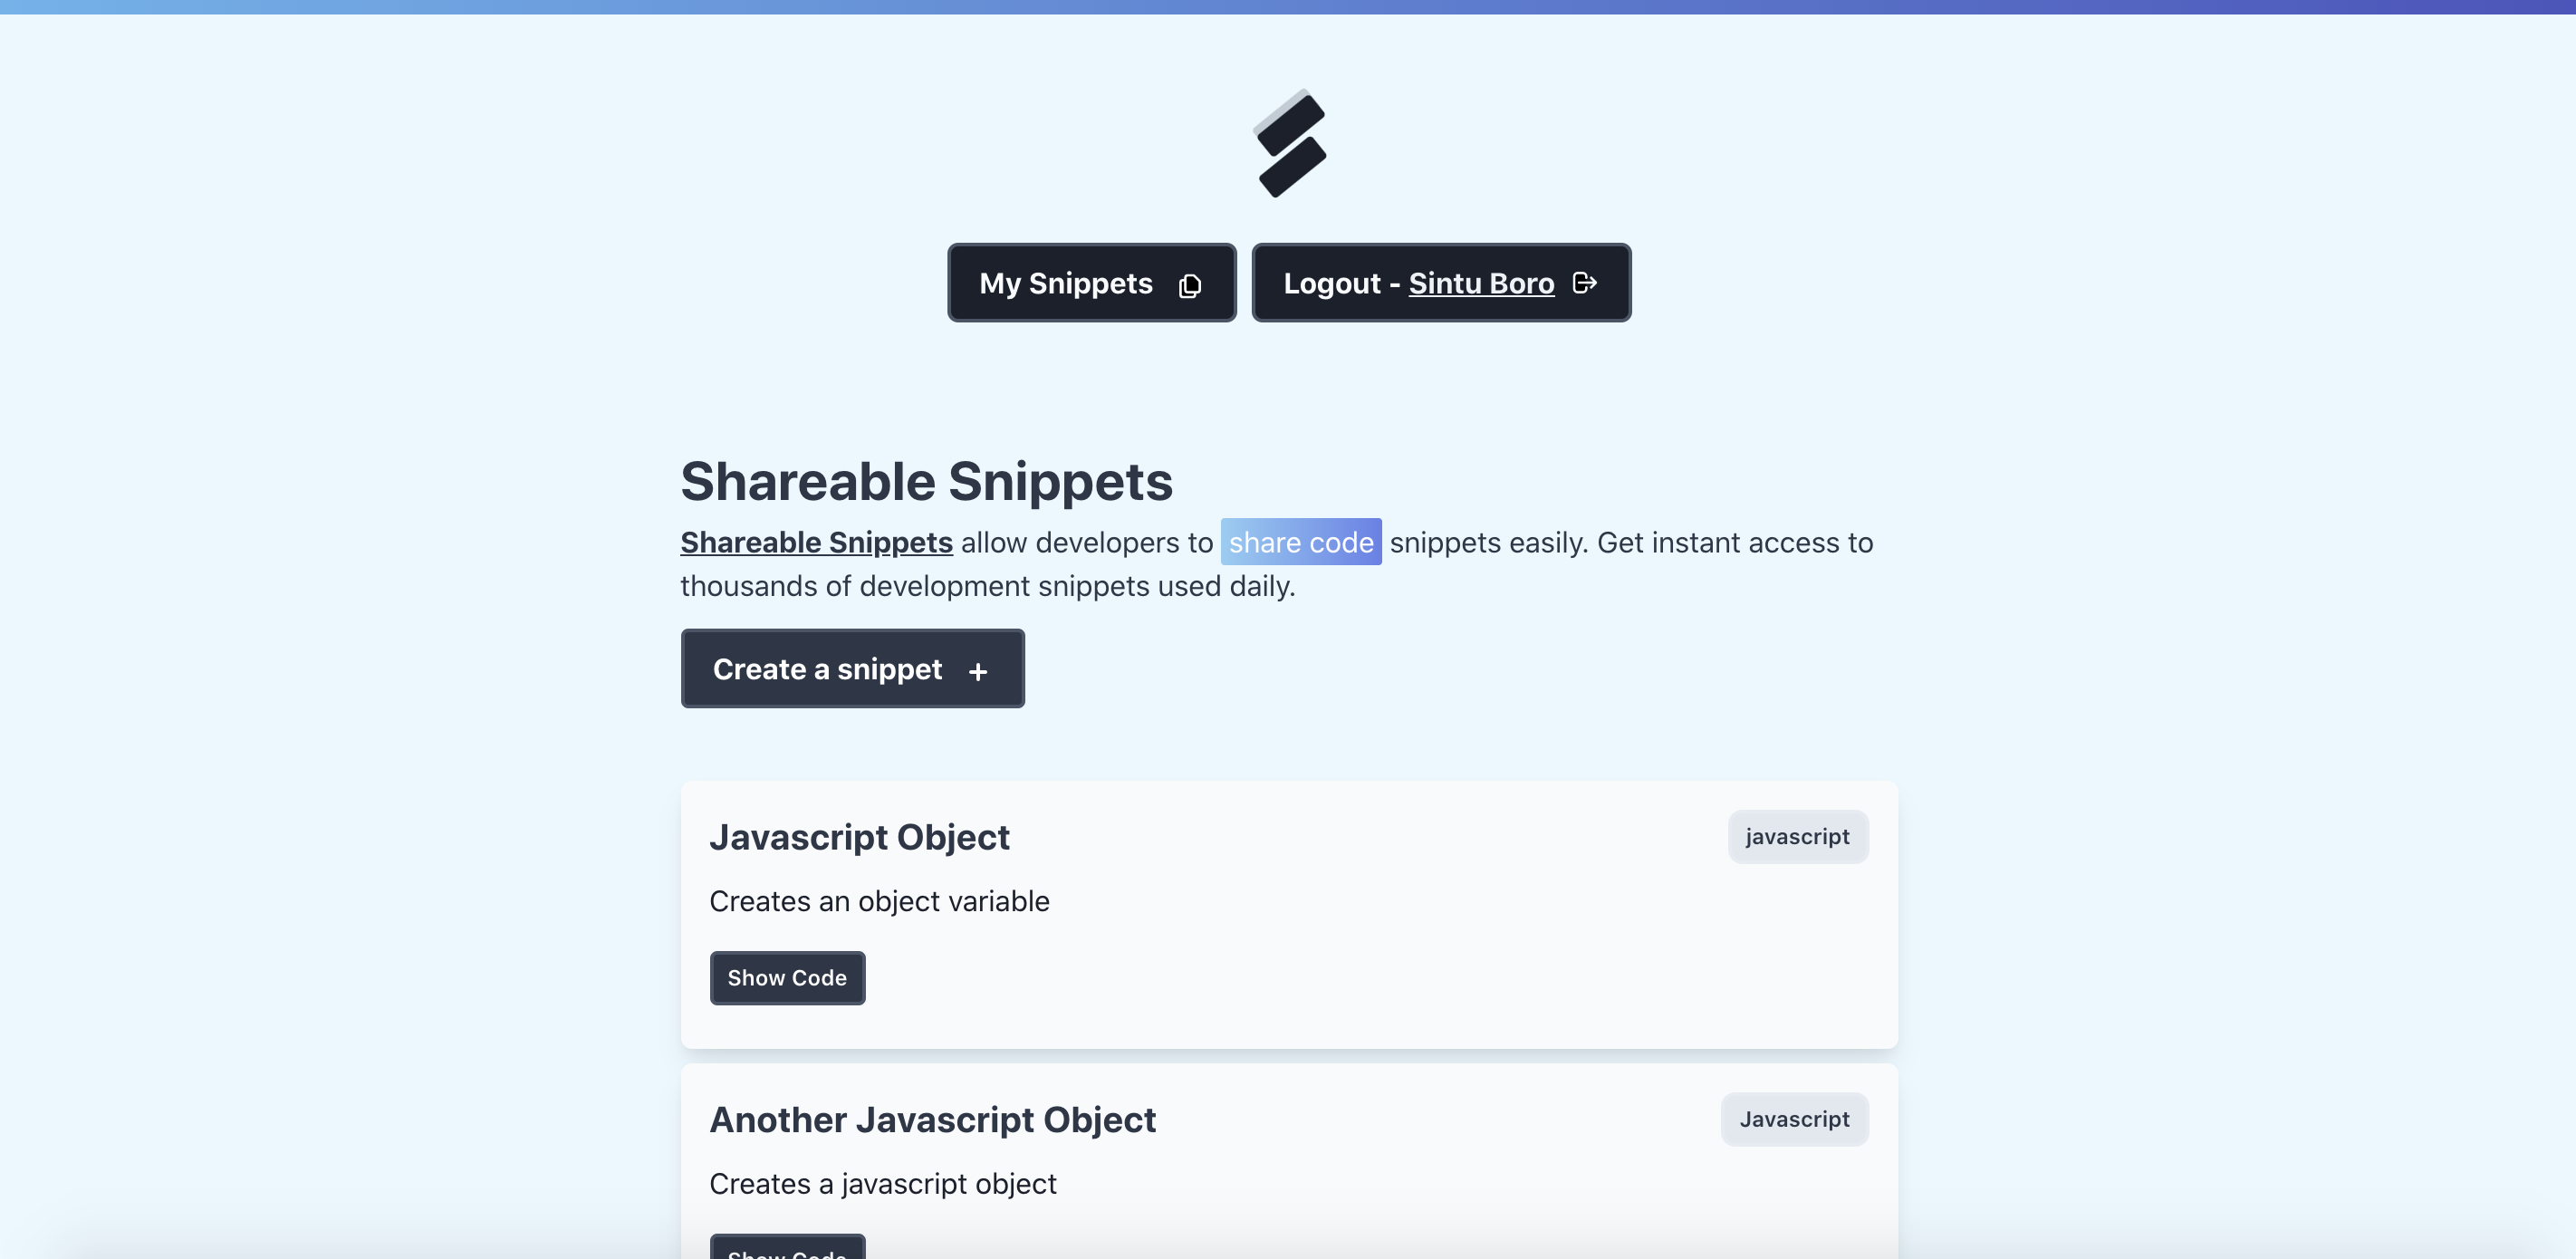 My Snippets
Logout - Sintu Boro
Shareable Snippets
Shareable Snippets allow developers to share code snippets easily. Get instant access to
thousands of development snippets used daily.
Create a snippet +
Javascript Object
javascript
Creates an object variable
Show Code
Another Javascript Object
Javascript
Creates a javascript object
Show Code